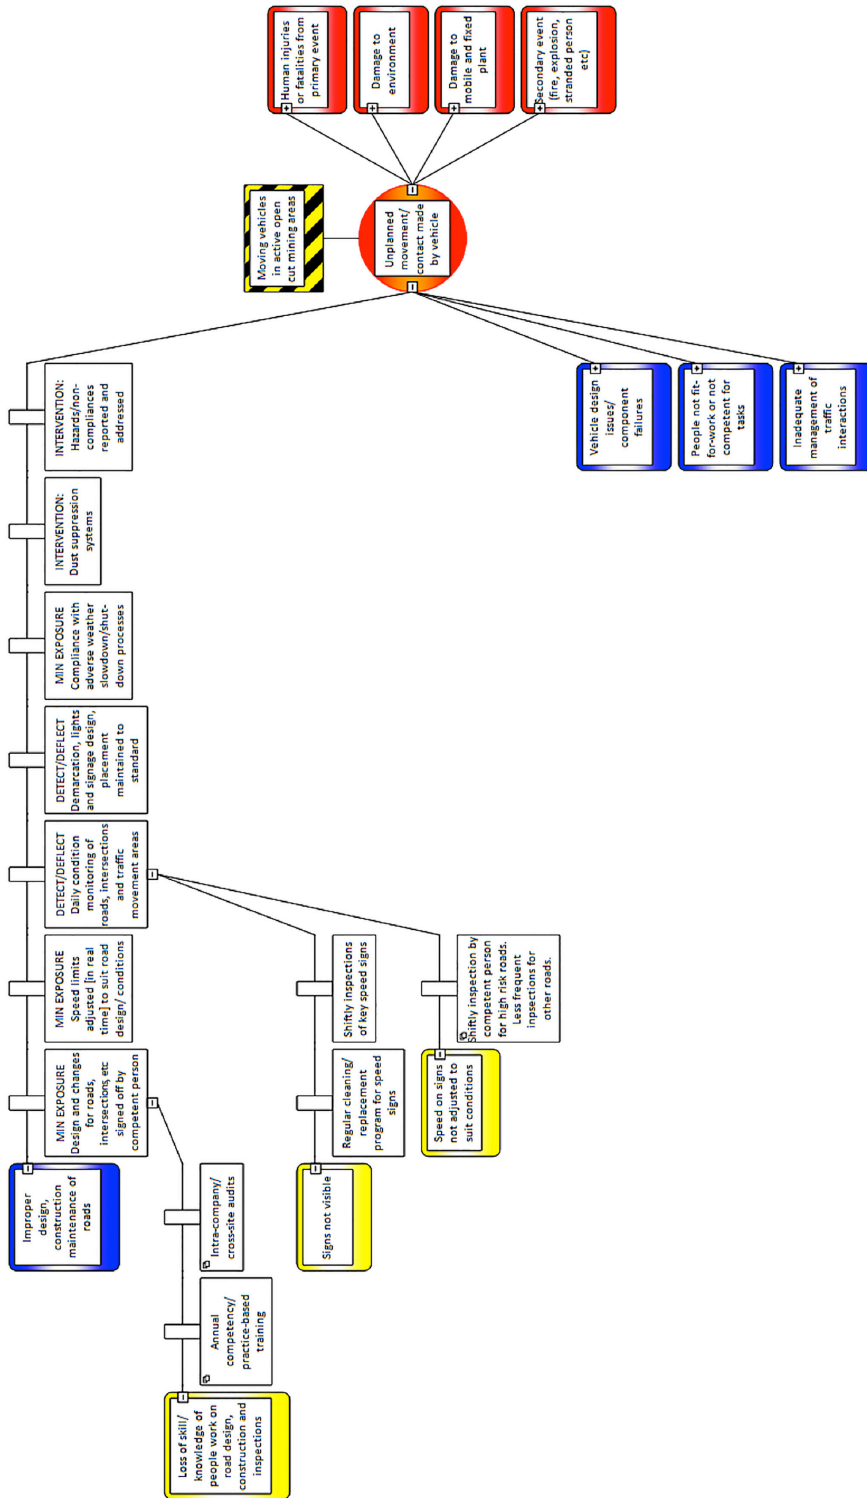 Improper
design,
construction
maintenance of
roads
MIN EXPOSURE
Design and changes
for roads,
intersections, etc
signed off by
competent person
MIN EXPOSURE
Speed limits
adjusted [in real
time] to suit road
design/ conditions
DETECT/DEFLECT
Daily condition
monitoring of
roads, intersections
and traffic
movement areas
DETECT/DEFLECT
Demarcation, lights
and signage design,
placement
maintained to
standard
MIN EXPOSURE
Compliance with
adverse weather
slowdown/shut-
down processes
INTERVENTION:
Dust suppression
systems
INTERVENTION:
Hazards/non-
compliances
reported and
addressed
Loss of skill/
knowledge of
people work on
road design,
construction and
inspections
Annual
competency/
practice-based
training
Intra-company/
cross-site audits
Signs not visible
Regular cleaning/
replacement
program for speed
signs
Shiftly inspections
of key speed signs
Speed on signs
not adjusted to
suit conditions
Shiftly inspection by
competent person
for high risk roads.
Less frequent
inpsections for
other roads.
Vehicle design
issues/
component
failures
People not fit-
for-work or not
competent for
tasks
Inadequate
management of
traffic
interactions
Moving vehicles
in active open
cut mining areas
Unplanned
movement/
contact made
by vehicle
Human injuries
or fatalities from
primary event
Damage to
environment
Damage to
mobile and fixed
plant
Secondary event
(fire, explosion,
stranded person
etc)